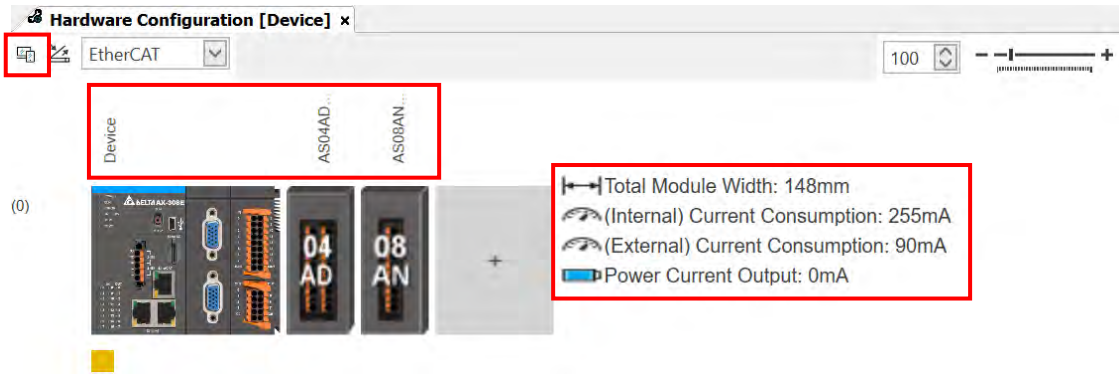 Hardware Configuration [Device] x
EtherCAT
100
- +
Device
AS04AD...
AS08AN...
(0)
DELTA AX-308E
04
AD
08
AN
+
Total Module Width: 148mm
(Internal) Current Consumption: 255mA
(External) Current Consumption: 90mA
Power Current Output: 0mA